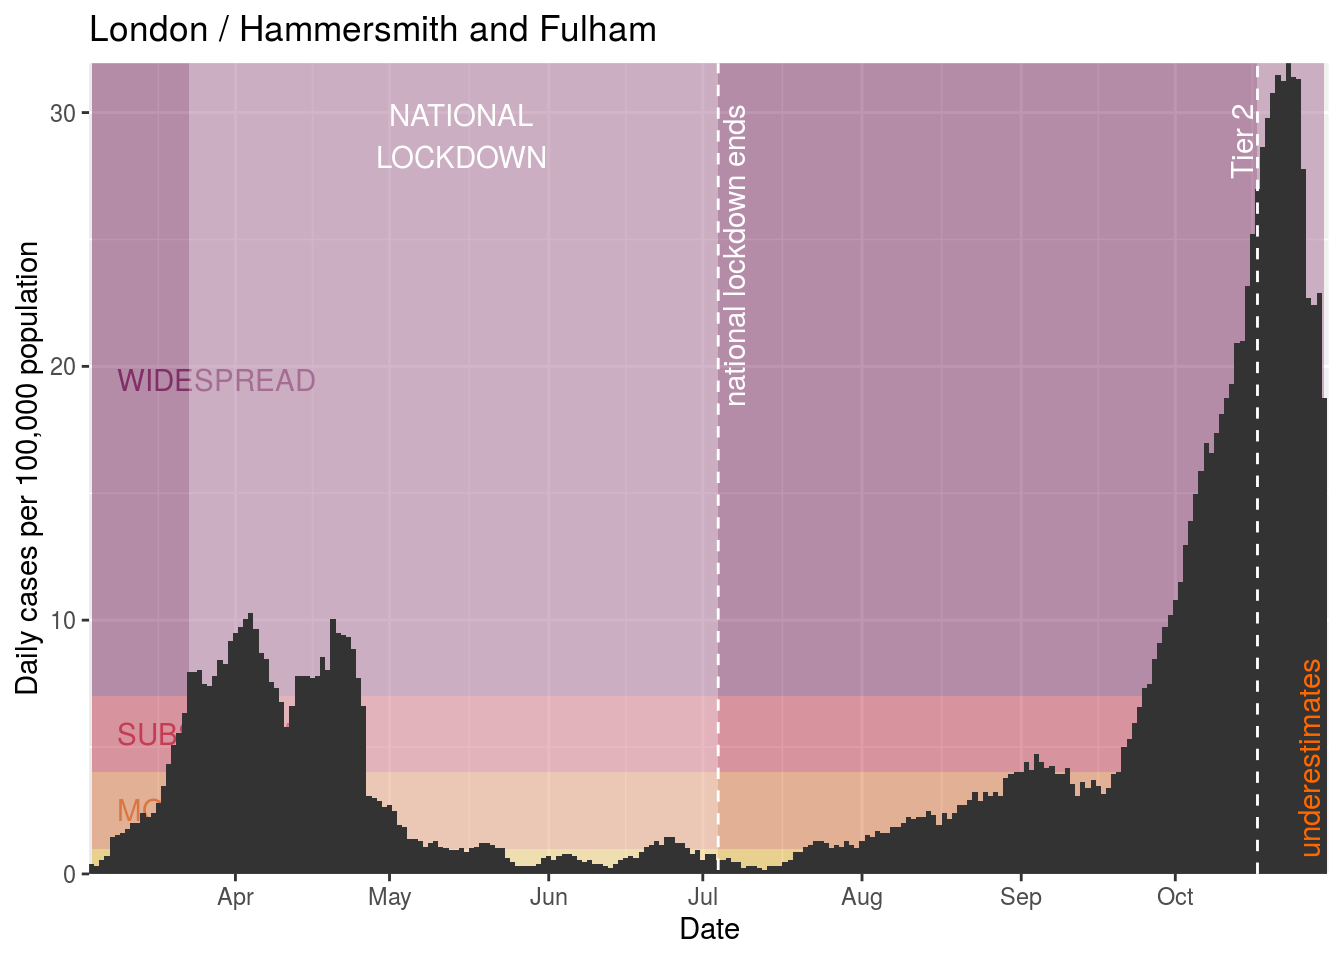 London / Hammersmith and Fulham
NATIONAL
LOCKDOWN
national lockdown ends
Tier 2
WIDESPREAD
underestimates
Daily cases per 100,000 population
30
20
10
0
Apr
May
Jun
Jul
Aug
Sep
Oct
Date